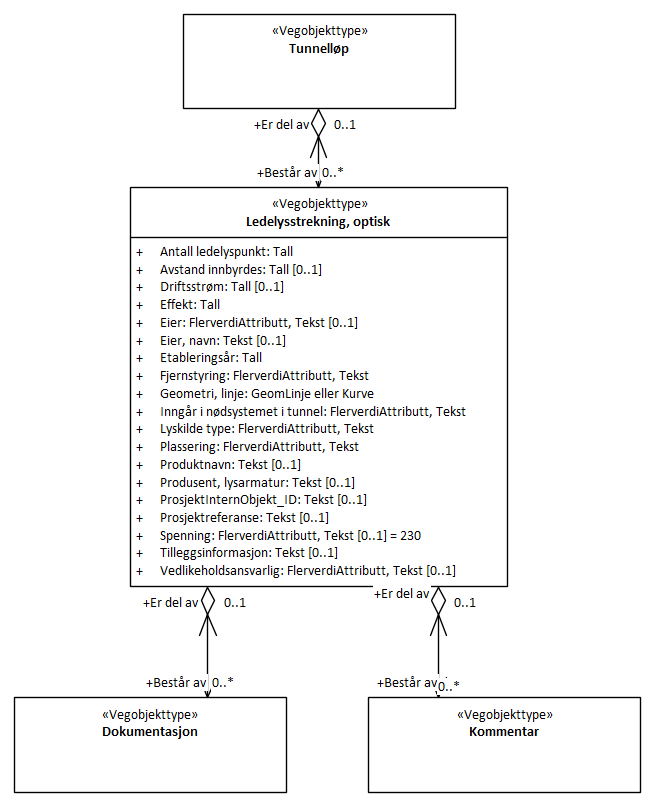 «Vegobjekttype»
Tunnelløp
+Er del av 0..1
+Består av 0..*
«Vegobjekttype»
Ledelysstrekning, optisk
+ Antall ledelyspunkt: Tall
+ Avstand innbyrdes: Tall [0..1]
+ Driftsstrøm: Tall [0..1]
+ Effekt: Tall
+ Eier: FlerverdiAttributt, Tekst [0..1]
+ Eier, navn: Tekst [0..1]
+ Etableringsår: Tall
+ Fjernstyring: FlerverdiAttributt, Tekst
+ Geometri, linje: GeomLinje eller Kurve
+ Inngår i nødsystemet i tunnel: FlerverdiAttributt, Tekst
+ Lyskilde type: FlerverdiAttributt, Tekst
+ Plassering: FlerverdiAttributt, Tekst
+ Produktnavn: Tekst [0..1]
+ Produsent, lysarmatur: Tekst [0..1]
+ ProsjektInternObjekt_ID: Tekst [0..1]
+ Prosjektreferanse: Tekst [0..1]
+ Spenning: FlerverdiAttributt, Tekst [0..1] = 230
+ Tilleggsinformasjon: Tekst [0..1]
+ Vedlikeholdsansvarlig: FlerverdiAttributt, Tekst [0..1]
+Er del av 0..1
+Består av 0..*
«Vegobjekttype»
Dokumentasjon
+Er del av 0..1
+Består av 0..*
«Vegobjekttype»
Kommentar